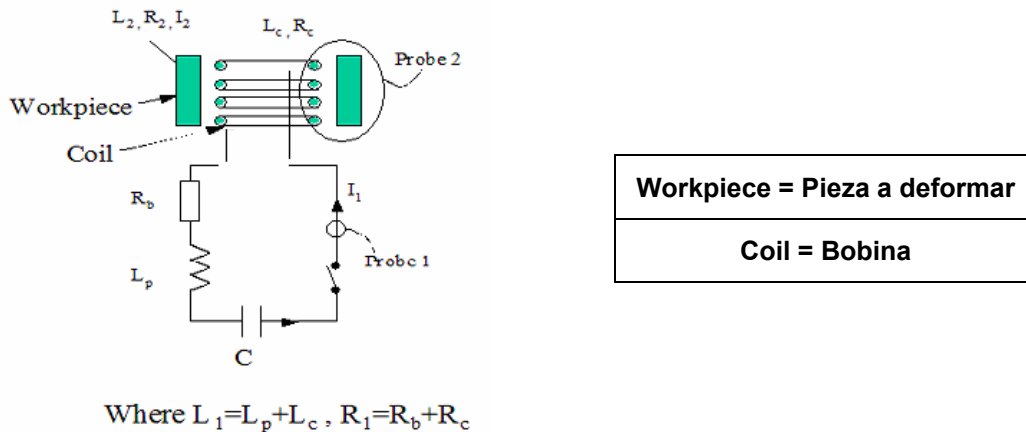 L2, R2, I2
Lc, Rc
Probe 2
Workpiece
Coil
Rb
I1
Probe 1
Lp
C
Where L1=Lp+Lc , R1=Rb+Rc
Workpiece = Pieza a deformar
Coil = Bobina